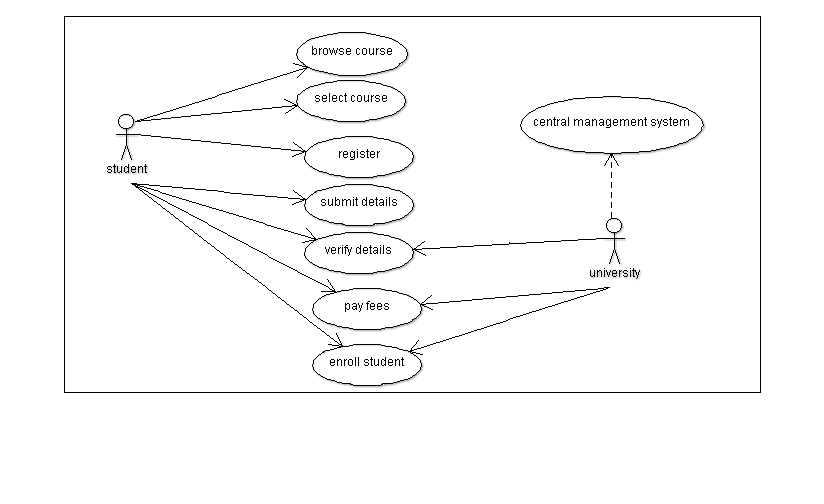 browse course
select course
central management system
register
student
submit details
verify details
university
pay fees
enroll student